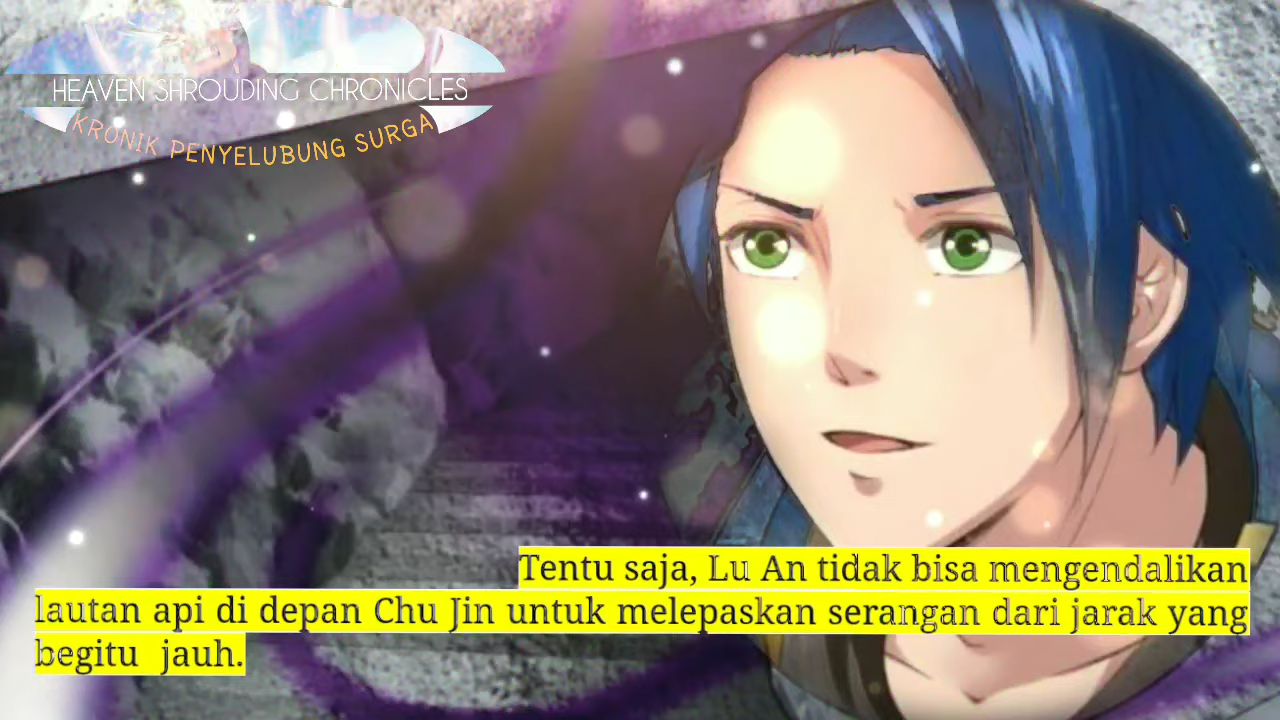 HEAVEN SHROUDING CHRONICLES
KRONIK PENYELUBUNG SURGA
Tentu saja, Lu An tidak bisa mengendalikan
lautan api di depan Chu Jin untuk melepaskan serangan dari jarak yang
begitu jauh.